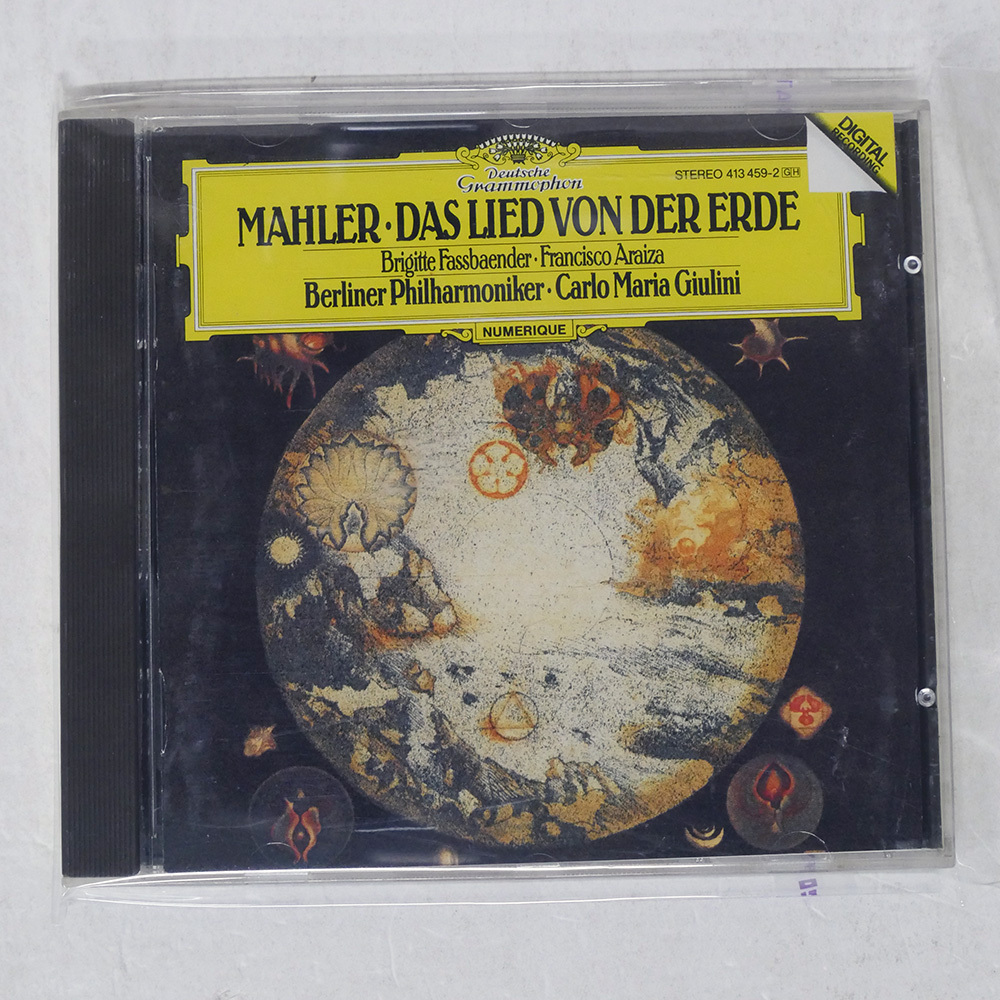 DIGITAL
RECORDING
Deutsche
Grammophon
STEREO 413 459-2 GH
MAHLER · DAS LIED VON DER ERDE
Brigitte Fassbaender · Francisco Araiza
Berliner Philharmoniker · Carlo Maria Giulini
NUMERIQUE